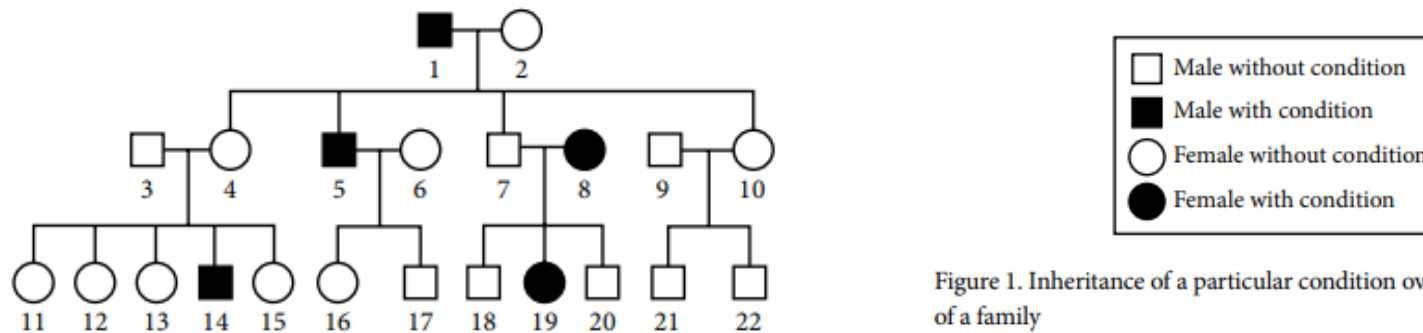 1 2
3 4 5 6 7 8 9 10
11 12 13 14 15 16 17 18 19 20 21 22
Male without condition
Male with condition
Female without condition
Female with condition
Figure 1. Inheritance of a particular condition
of a family